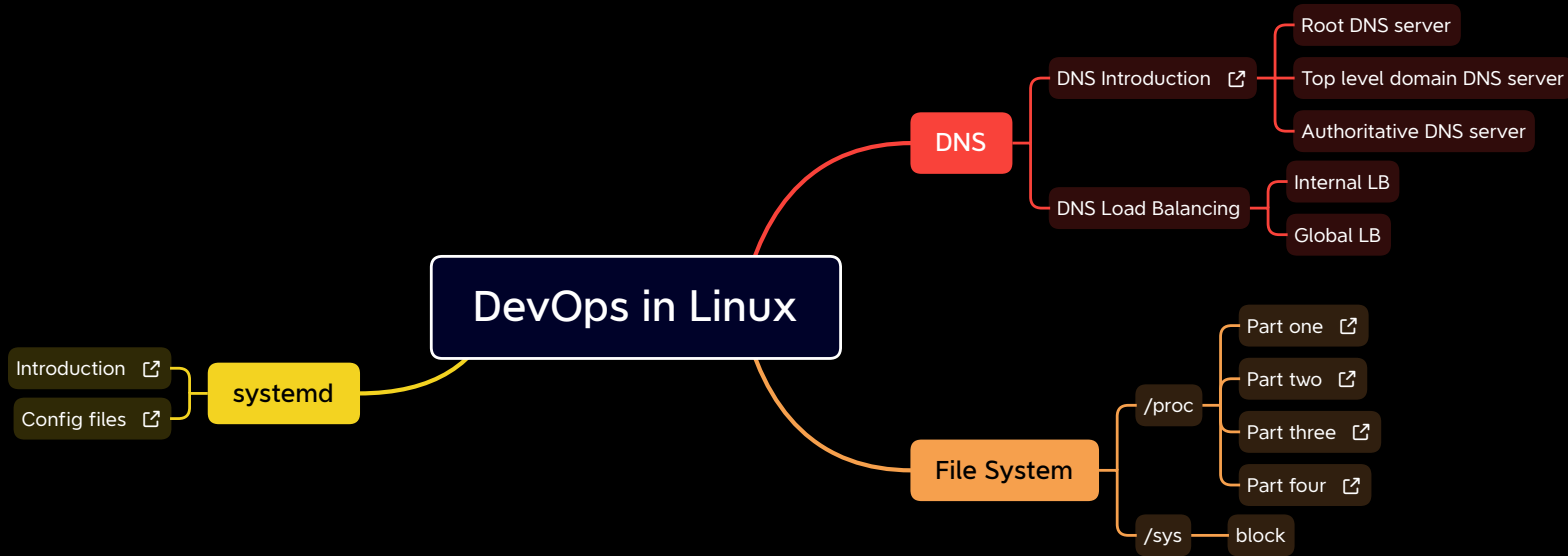 DevOps in Linux
DNS
DNS Introduction
Root DNS server
Top level domain DNS server
Authoritative DNS server
DNS Load Balancing
Internal LB
Global LB
File System
/proc
Part one
Part two
Part three
Part four
/sys
block
systemd
Introduction
Config files